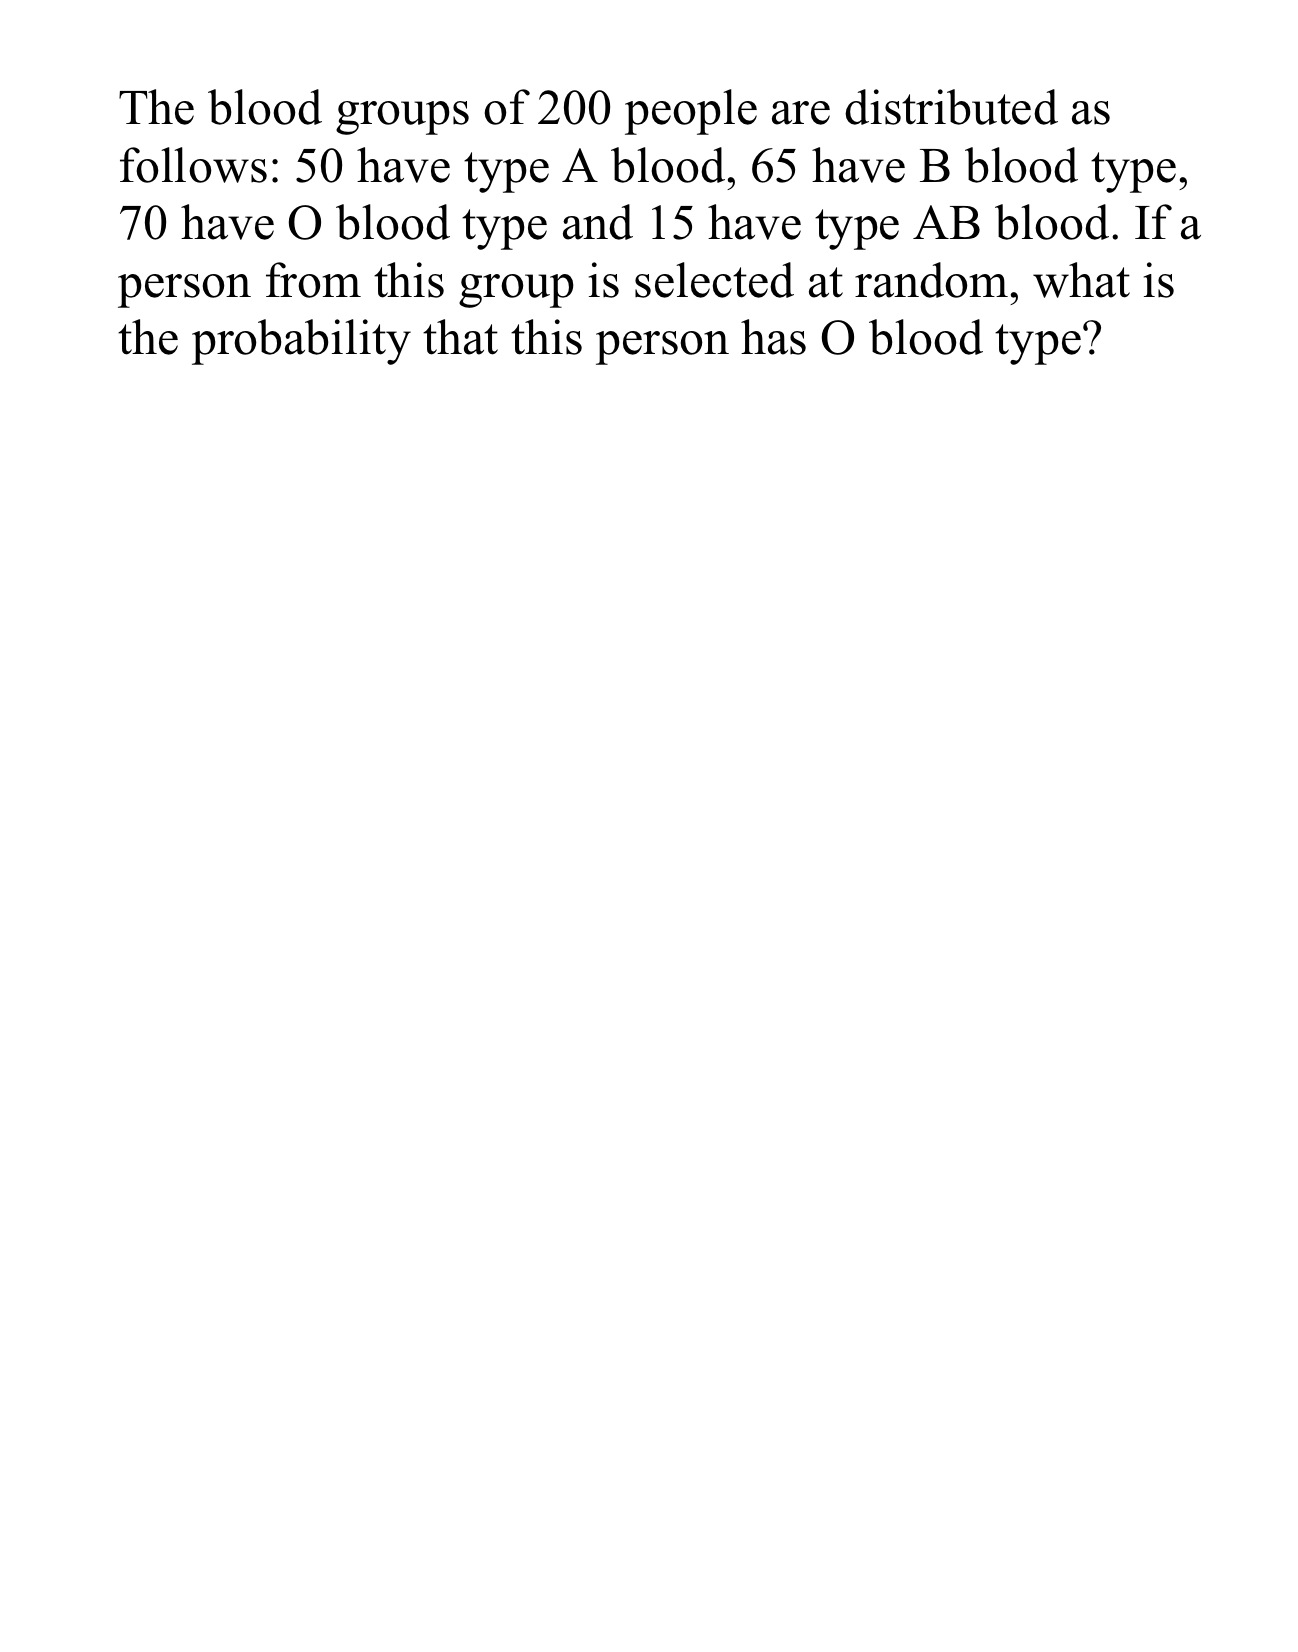 The blood groups of 200 people are distributed as
follows: 50 have type A blood, 65 have B blood type,
70 have O blood type and 15 have type AB blood. If a
person from this group is selected at random, what is
the probability that this person has O blood type?